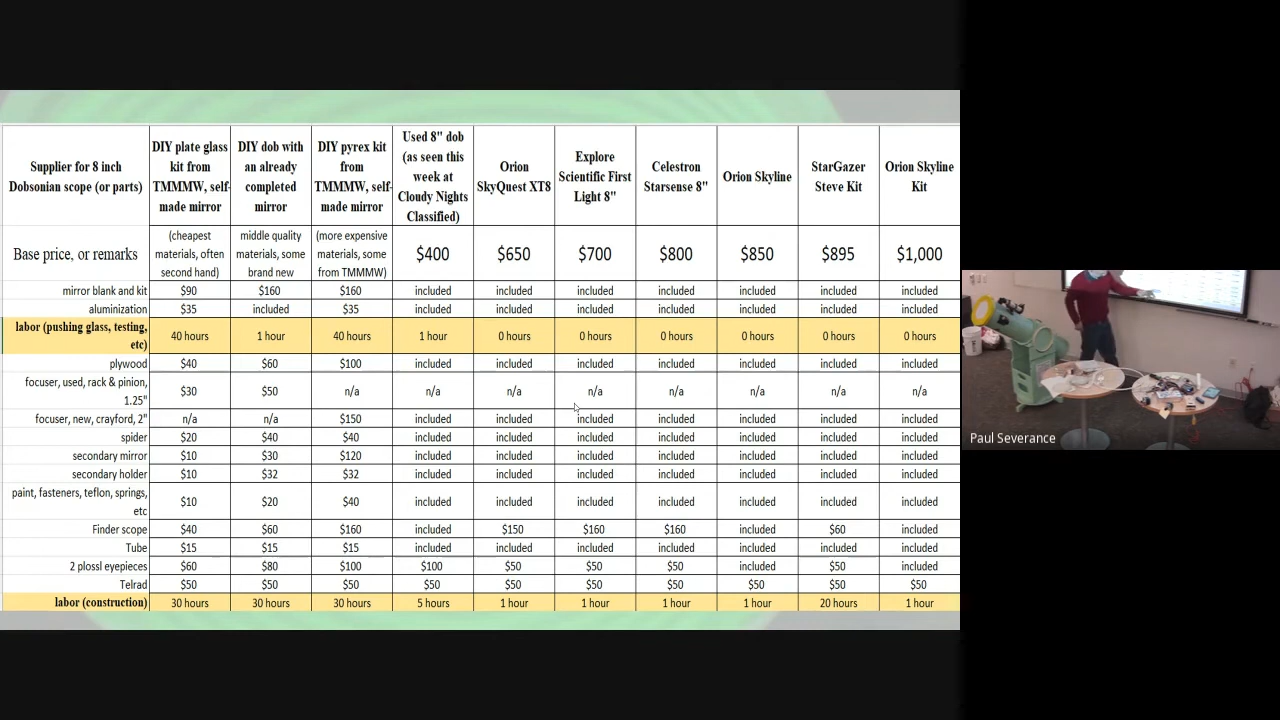 Supplier for 8 inch Dobsonian scope (or parts) DIY plate glass kit from TMMMW, self-made mirror DIY dob with an already completed mirror DIY pyrex kit from TMMMW, self-made mirror Used 8" dob (as seen this week at Cloudy Nights Classified) Orion SkyQuest XT8 Explore Scientific First Light 8" Celestron Starsense 8" Orion Skyline StarGazer Steve Kit Orion Skyline Kit
Base price, or remarks (cheapest materials, often second hand) middle quality materials, some brand new (more expensive materials, some from TMMMW) $400 $650 $700 $800 $850 $895 $1,000
mirror blank and kit $90 $160 $160 included included included included included included included
aluminization $35 included $35 included included included included included included included
labor (pushing glass, testing, etc) 40 hours 1 hour 40 hours 1 hour 0 hours 0 hours 0 hours 0 hours 0 hours 0 hours
plywood $40 $60 $100 included included included included included included included
focuser, used, rack & pinion, 1.25" $30 $50 n/a n/a n/a n/a n/a n/a n/a n/a
focuser, new, crayford, 2" n/a n/a $150 included included included included included included included
spider $20 $40 $40 included included included included included included included
secondary mirror $10 $30 $120 included included included included included included included
secondary holder $10 $32 $32 included included included included included included included
paint, fasteners, teflon, springs, etc $10 $20 $40 included included included included included included included
Finder scope $40 $60 $160 included $150 $160 $160 included $60 included
Tube $15 $15 $15 included included included included included included included
2 plossl eyepieces $60 $80 $100 $100 $50 $50 $50 included $50 included
Telrad $50 $50 $50 $50 $50 $50 $50 $50 $50 $50
labor (construction) 30 hours 30 hours 30 hours 5 hours 1 hour 1 hour 1 hour 1 hour 20 hours 1 hour
Paul Severance